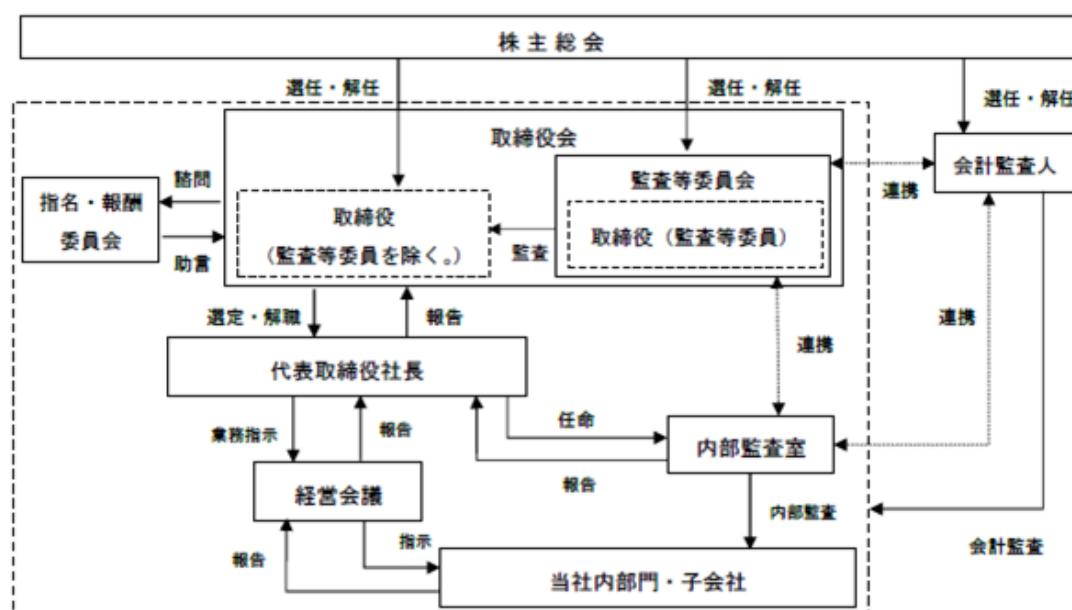 株主総会
選任・解任
選任・解任
選任・解任
取締役会
会計監査人
指名・報酬
委員会
諮問
助言
取締役
(監査等委員を除く。)
監査
監査等委員会
取締役(監査等委員)
連携
選定・解職
報告
連携
連携
代表取締役社長
業務指示
報告
任命
報告
内部監査室
経営会議
内部監査
会計監査
報告
指示
当社内部門・子会社